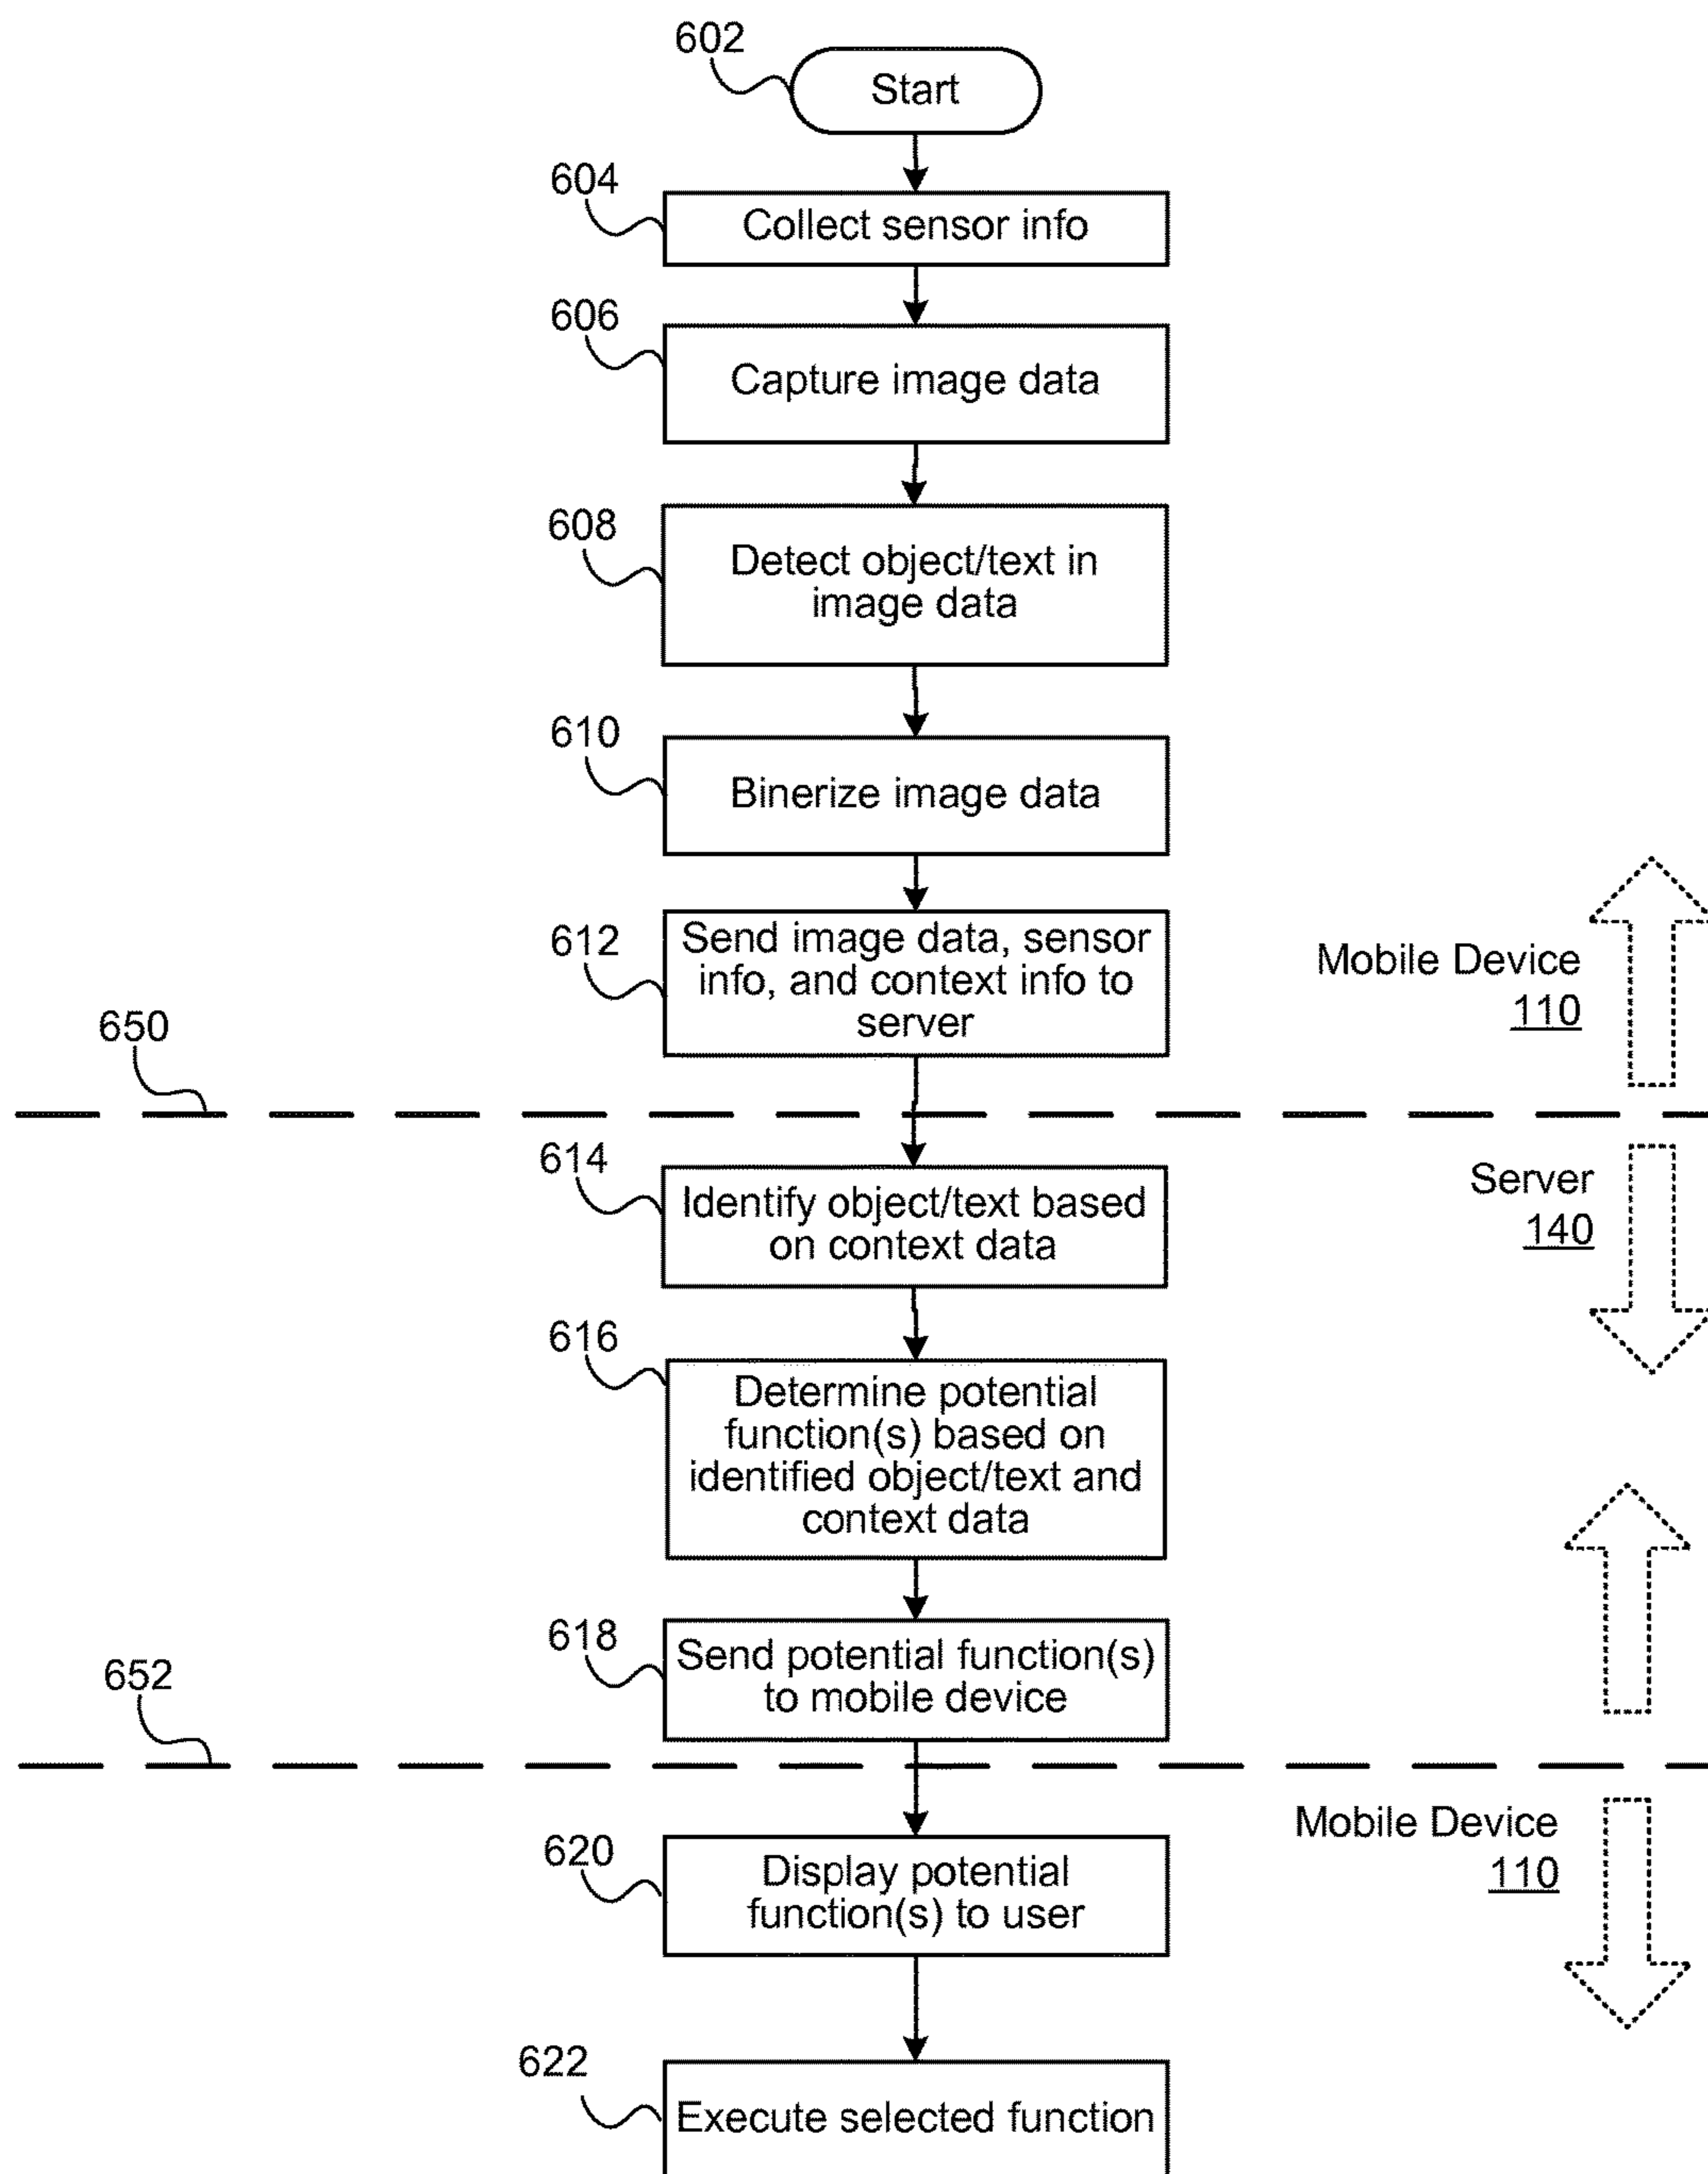 602
Start
604
Collect sensor info
606
Capture image data
608
Detect object/text in
image data
610
Binerize image data
612
Send image data, sensor
info, and context info to
server
Mobile Device
110
650
614
Identify object/text based
on context data
Server
140
616
Determine potential
function(s) based on
identified object/text and
context data
618
Send potential function(s)
to mobile device
652
620
Display potential
function(s) to user
Mobile Device
110
622
Execute selected function